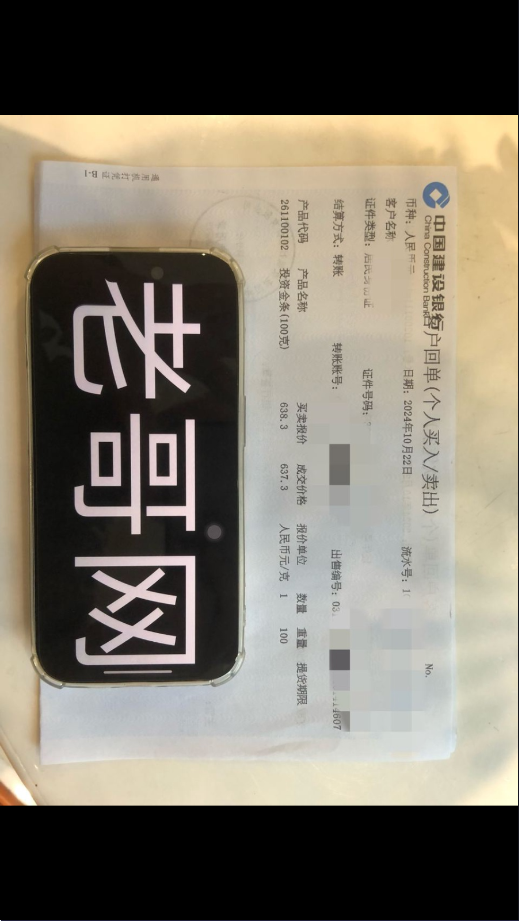 中国建设银行
China Construction Bank
客户回单(个人买入/卖出)
No.
币种: 人民
日期: 2024年10月22日
流水号: 1
客户名称
证件类型:
证件号码:
结算方式: 转账
转账账号:
出售编号: 03
产品代码 产品名称 买卖报价 成交价格 报价单位 数量 重量 提货期限
261100102 投资金条(100克) 638.3 637.3 人民币元/克 1 100
老哥网